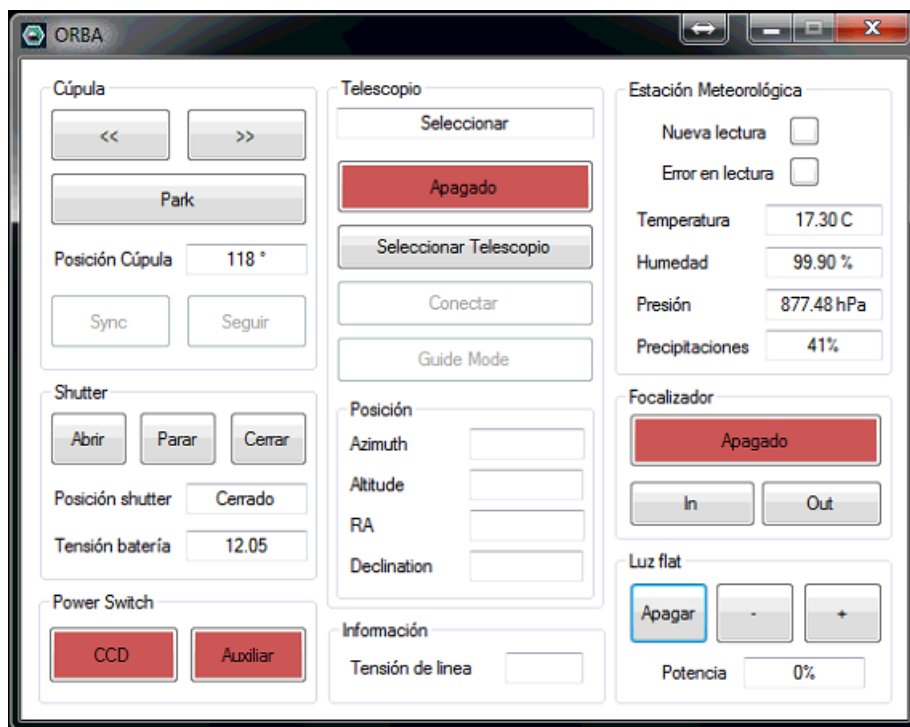 ORBA
Cúpula
<< >>
Park
Posición Cúpula 118 °
Sync Seguir
Shutter
Abrir Parar Cerrar
Posición shutter Cerrado
Tensión batería 12.05
Power Switch
CCD Auxiliar
Telescopio
Seleccionar
Apagado
Seleccionar Telescopio
Conectar
Guide Mode
Posición
Azimuth
Altitude
RA
Declination
Información
Tensión de linea
Estación Meteorológica
Nueva lectura
Error en lectura
Temperatura 17.30 C
Humedad 99.90 %
Presión 877.48 hPa
Precipitaciones 41%
Focalizador
Apagado
In Out
Luz flat
Apagar - +
Potencia 0%